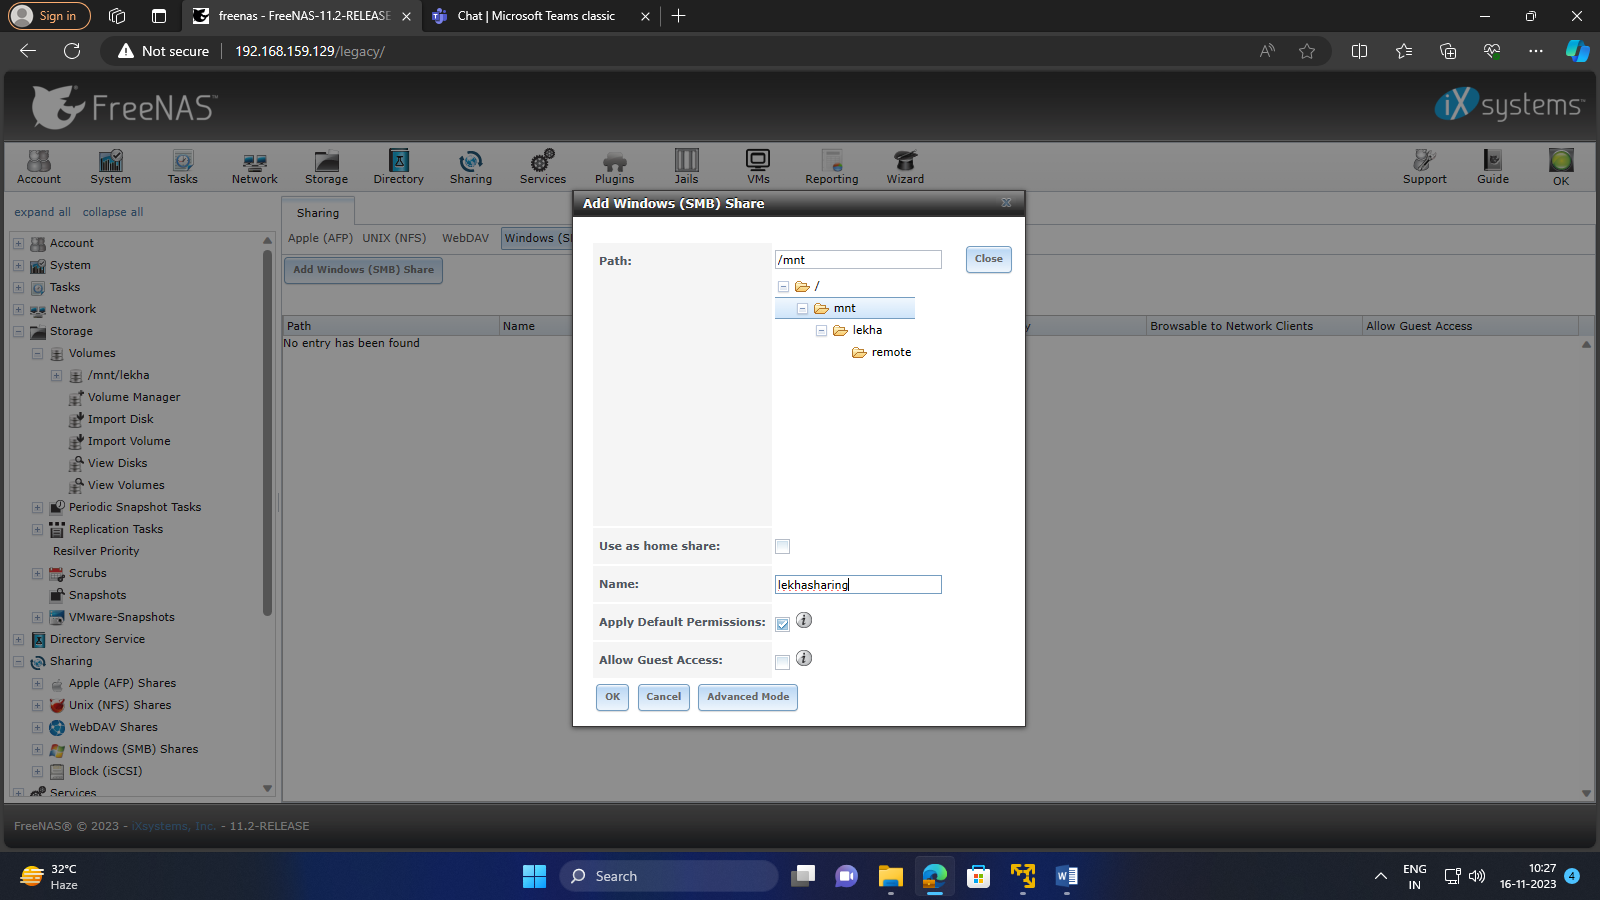 Sign in
freenas - FreeNAS-11.2-RELEASE
Chat | Microsoft Teams classic
Not secure
192.168.159.129/legacy/
FreeNAS™
iXsystems™
Account
System
Tasks
Network
Storage
Directory
Sharing
Services
Plugins
Jails
VMs
Reporting
Wizard
Support
Guide
OK
expand all
collapse all
Account
System
Tasks
Network
Storage
Volumes
/mnt/lekha
Volume Manager
Import Disk
Import Volume
View Disks
View Volumes
Periodic Snapshot Tasks
Replication Tasks
Resilver Priority
Scrubs
Snapshots
VMware-Snapshots
Directory Service
Sharing
Apple (AFP) Shares
Unix (NFS) Shares
WebDAV Shares
Windows (SMB) Shares
Block (iSCSI)
Services
Sharing
Apple (AFP)
UNIX (NFS)
WebDAV
Windows (S
Add Windows (SMB) Share
Path
Name
y
Browsable to Network Clients
Allow Guest Access
No entry has been found
Add Windows (SMB) Share
Path:
/mnt
Close
/
mnt
lekha
remote
Use as home share:
Name:
lekhasharing
Apply Default Permissions:
Allow Guest Access:
OK
Cancel
Advanced Mode
FreeNAS® © 2023 - iXsystems, Inc. - 11.2-RELEASE
32°C
Haze
Search
ENG
IN
10:27
16-11-2023
4